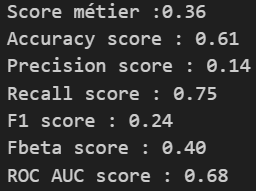 Score métier :0.36
Accuracy score : 0.61
Precision score : 0.14
Recall score : 0.75
F1 score : 0.24
Fbeta score : 0.40
ROC AUC score : 0.68